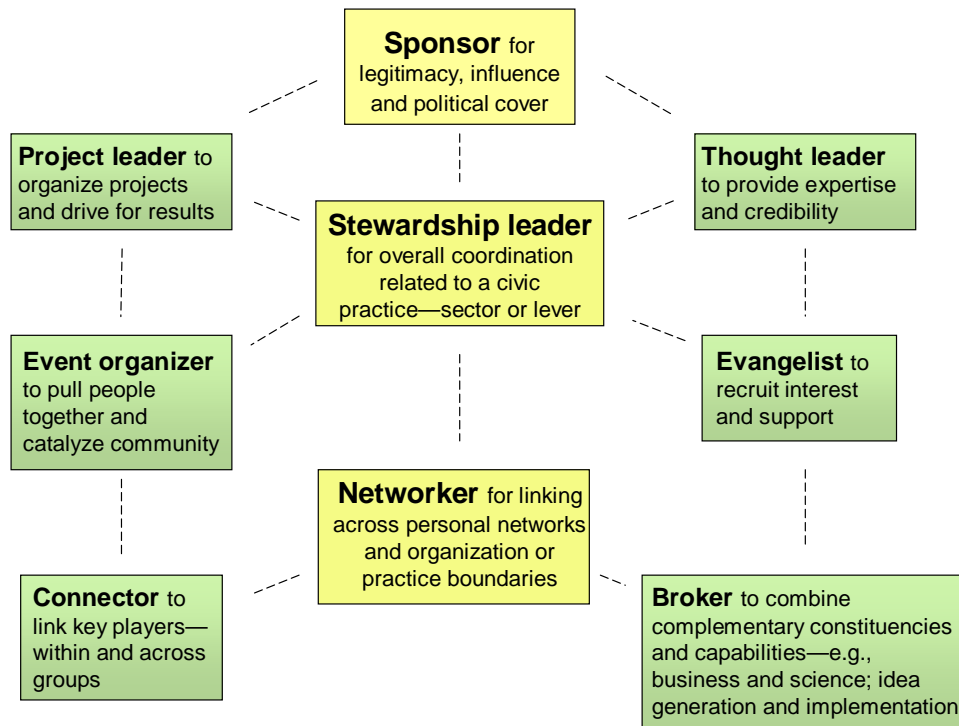 Sponsor for
legitimacy, influence
and political cover
Project leader to
organize projects
and drive for results
Thought leader
to provide expertise
and credibility
Stewardship leader
for overall coordination
related to a civic
practice—sector or lever
Event organizer
to pull people
together and
catalyze community
Evangelist to
recruit interest
and support
Networker for linking
across personal networks
and organization or
practice boundaries
Connector to
link key players—
within and across
groups
Broker to combine
complementary constituencies
and capabilities—e.g.,
business and science; idea
generation and implementation